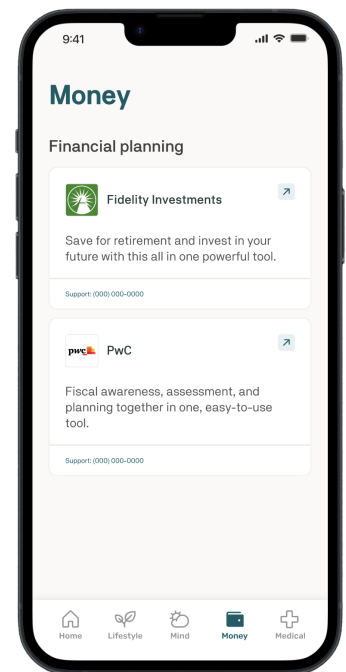 9:41
Money
Financial planning
Fidelity Investments
Save for retirement and invest in your
future with this all in one powerful tool.
Support: (000) 000-0000
pwc
PwC
Fiscal awareness, assessment, and
planning together in one, easy-to-use
tool.
Support: (000) 000-0000
Home
Lifestyle
Mind
Money
Medical